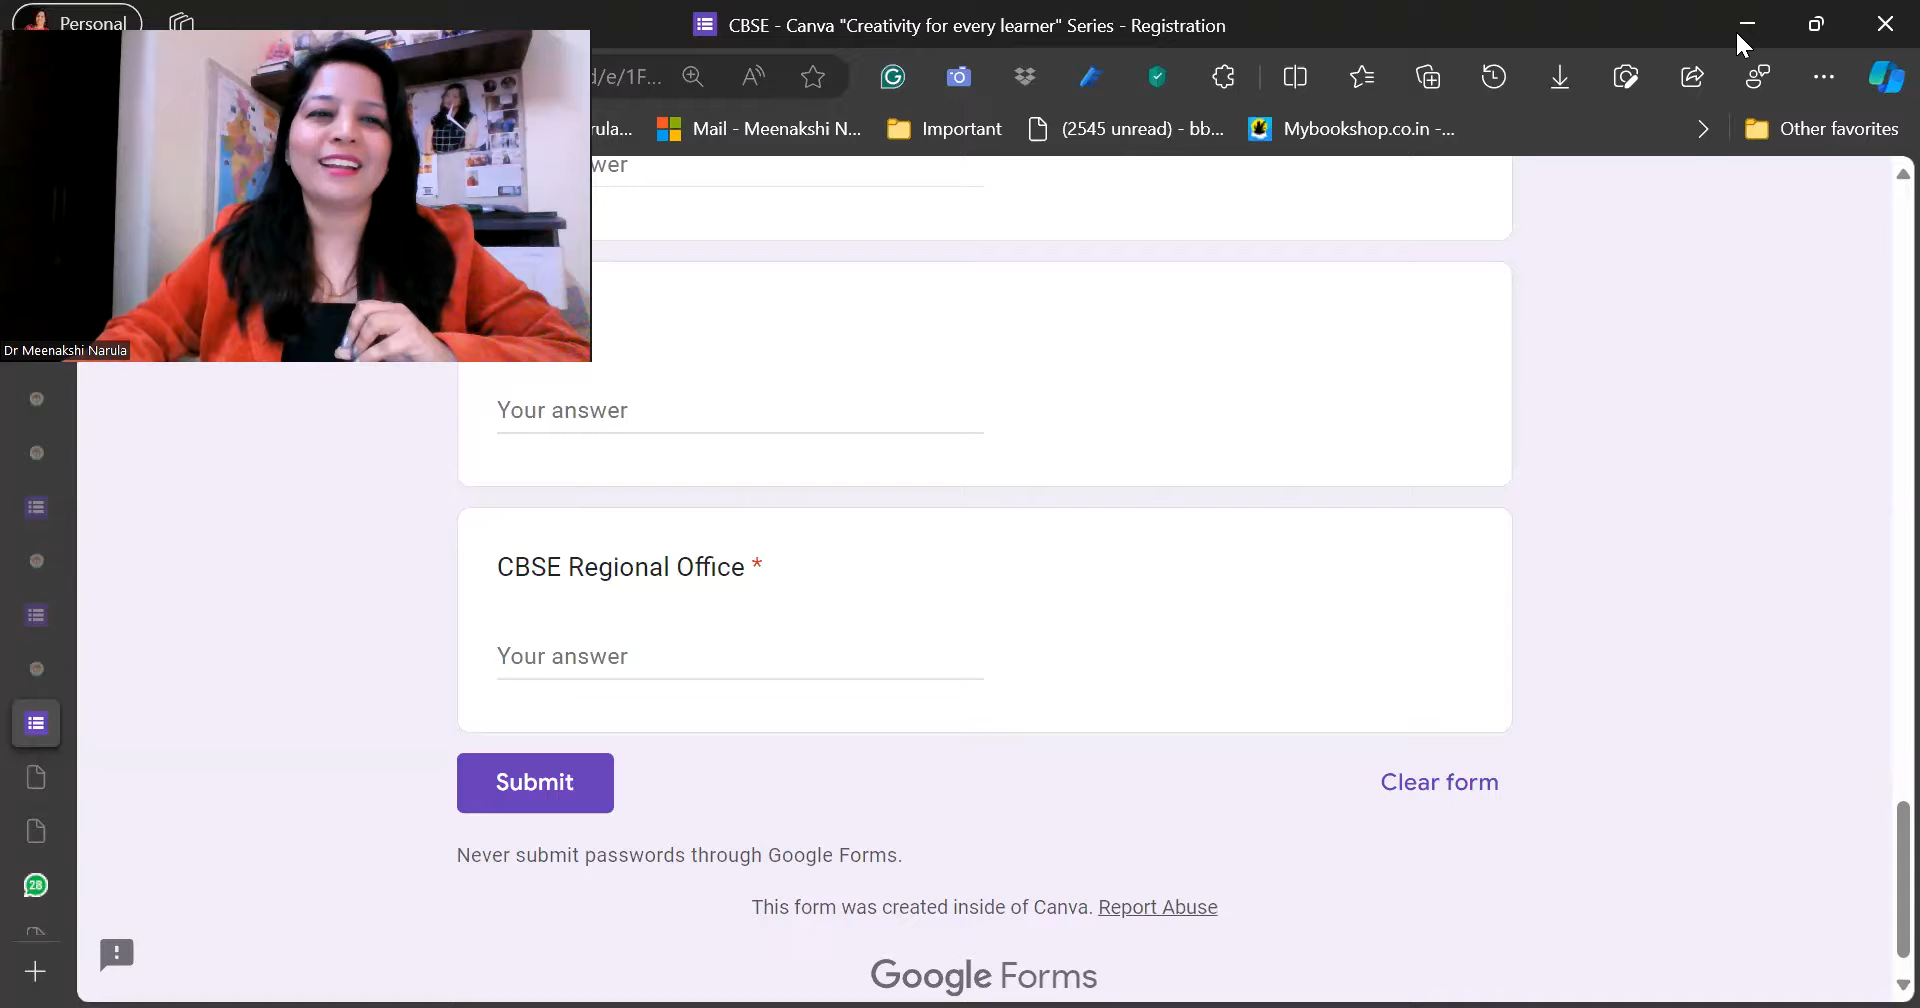 Personal
CBSE - Canva "Creativity for every learner" Series - Registration
d/e/1F...
rula...
Mail - Meenakshi N...
Important
(2545 unread) - bb...
Mybookshop.co.in -...
Other favorites
wer
Dr Meenakshi Narula
Your answer
CBSE Regional Office *
Your answer
Submit
Clear form
Never submit passwords through Google Forms.
This form was created inside of Canva. Report Abuse
28
Google Forms